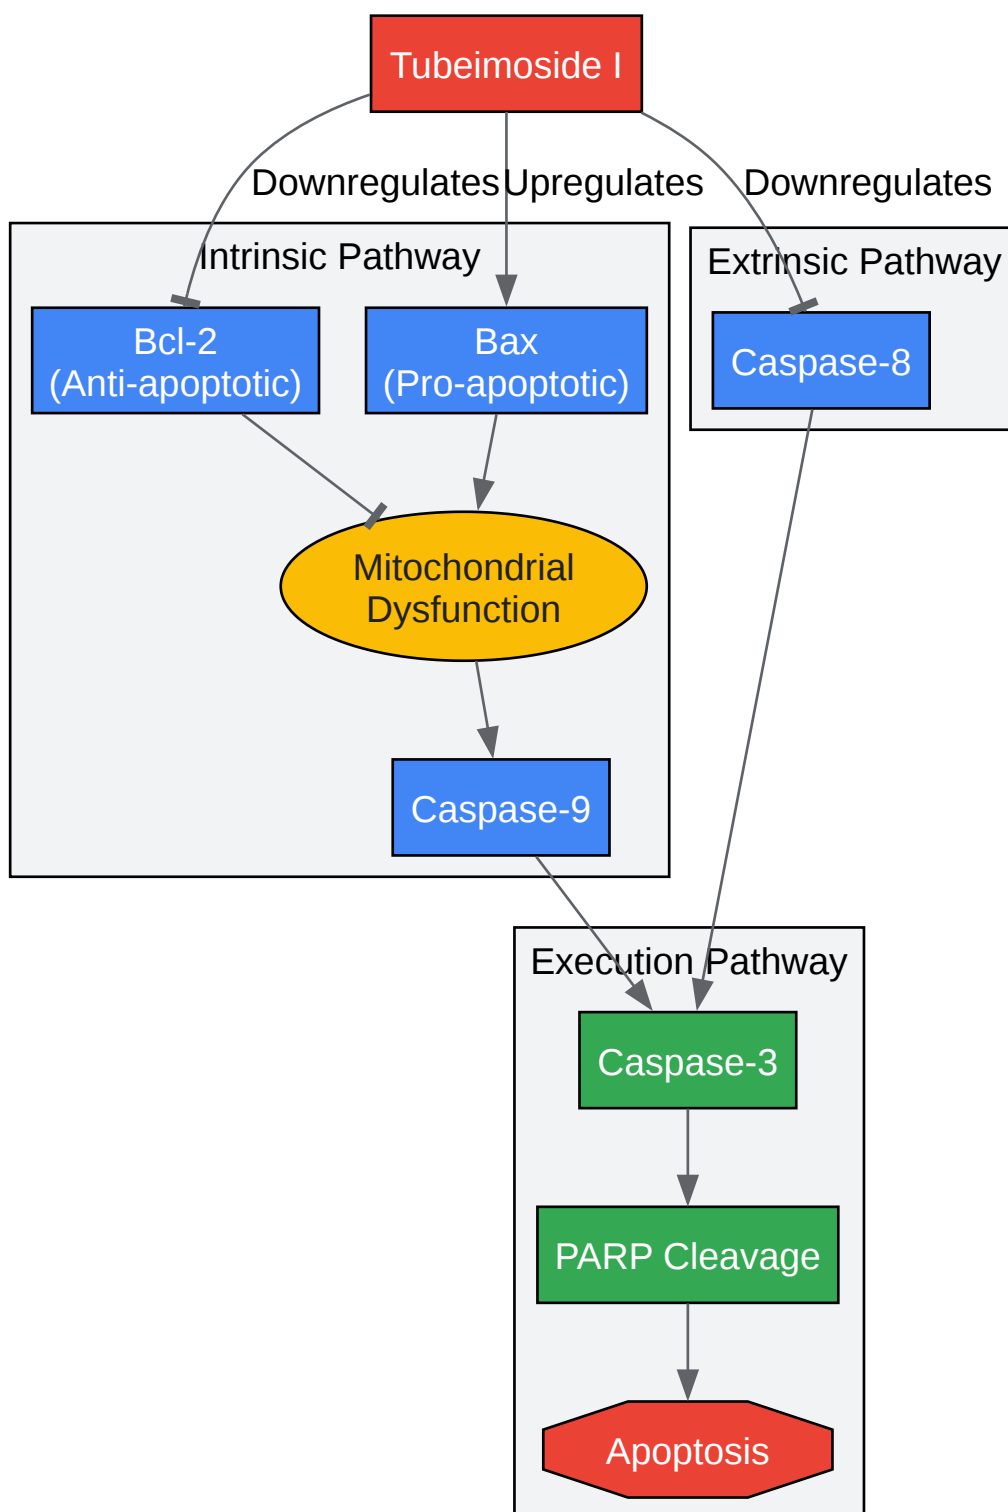 Tubeimoside I
Downregulates
Upregulates
Downregulates
Intrinsic Pathway
Extrinsic Pathway
Bcl-2
(Anti-apoptotic)
Bax
(Pro-apoptotic)
Caspase-8
Mitochondrial
Dysfunction
Caspase-9
Execution Pathway
Caspase-3
PARP Cleavage
Apoptosis